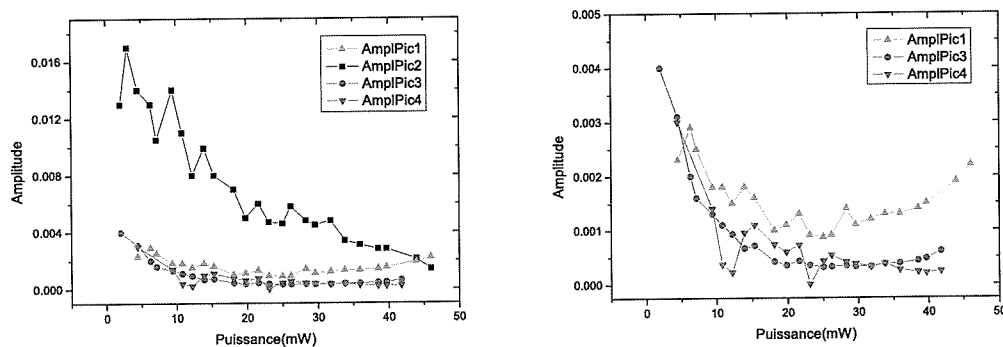 0.016
0.012
0.008
0.004
0.000
Amplitude
AmplPic1
AmplPic2
AmplPic3
AmplPic4
0 10 20 30 40 50
Puissance(mW)
0.005
0.004
0.003
0.002
0.001
0.000
Amplitude
AmplPic1
AmplPic3
AmplPic4
0 10 20 30 40 50
Puissance(mW)